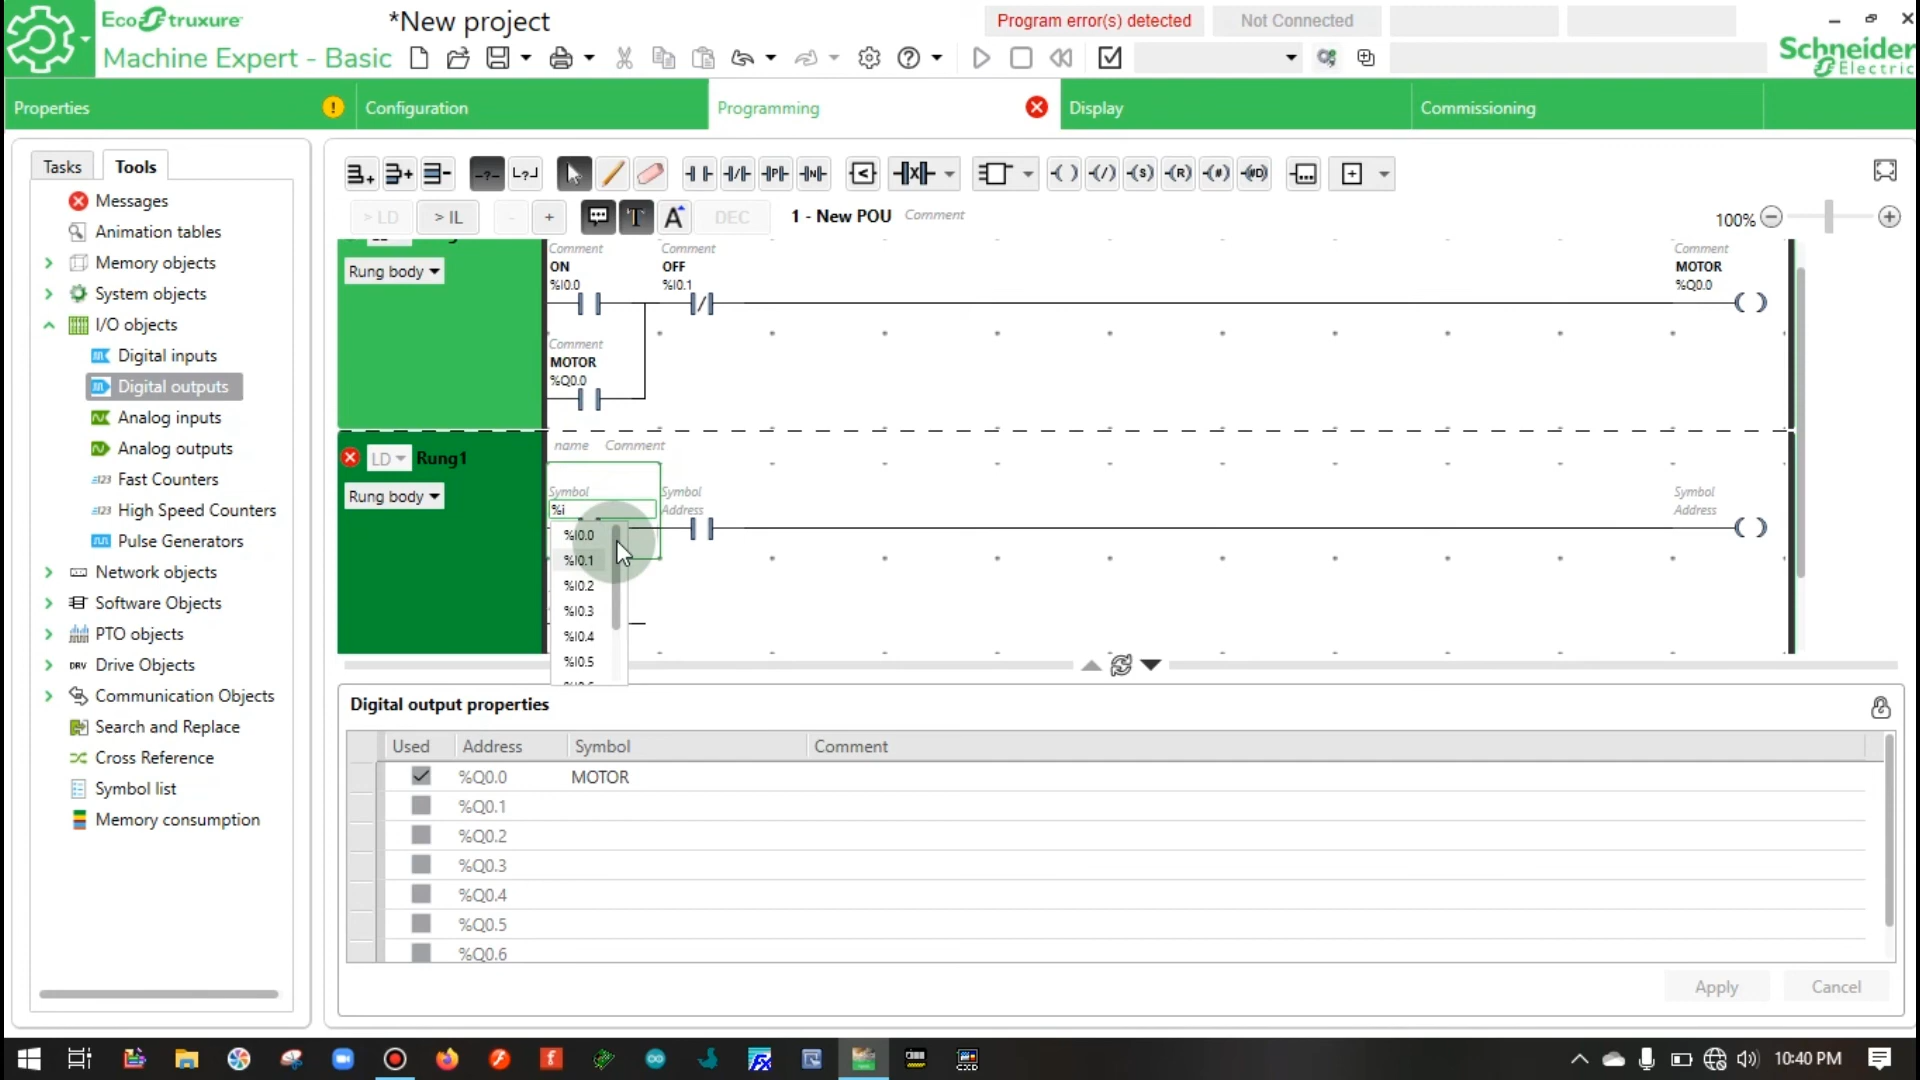 EcoStruxure
Machine Expert - Basic
*New project
Program error(s) detected
Not Connected
Schneider
Electric
Properties
Configuration
Programming
Display
Commissioning
Tasks
Tools
Messages
Animation tables
Memory objects
System objects
I/O objects
Digital inputs
Digital outputs
Analog inputs
Analog outputs
Fast Counters
High Speed Counters
Pulse Generators
Network objects
Software Objects
PTO objects
Drive Objects
Communication Objects
Search and Replace
Cross Reference
Symbol list
Memory consumption
> LD
> IL
DEC
1 - New POU
Comment
100%
Rung body
Comment
ON
%I0.0
Comment
OFF
%I0.1
Comment
MOTOR
%Q0.0
Comment
MOTOR
%Q0.0
LD
Rung1
name
Comment
Rung body
Symbol
%i
Symbol
Address
Symbol
Address
%I0.0
%I0.1
%I0.2
%I0.3
%I0.4
%I0.5
Digital output properties
Used
Address
Symbol
Comment
%Q0.0
MOTOR
%Q0.1
%Q0.2
%Q0.3
%Q0.4
%Q0.5
%Q0.6
Apply
Cancel
10:40 PM